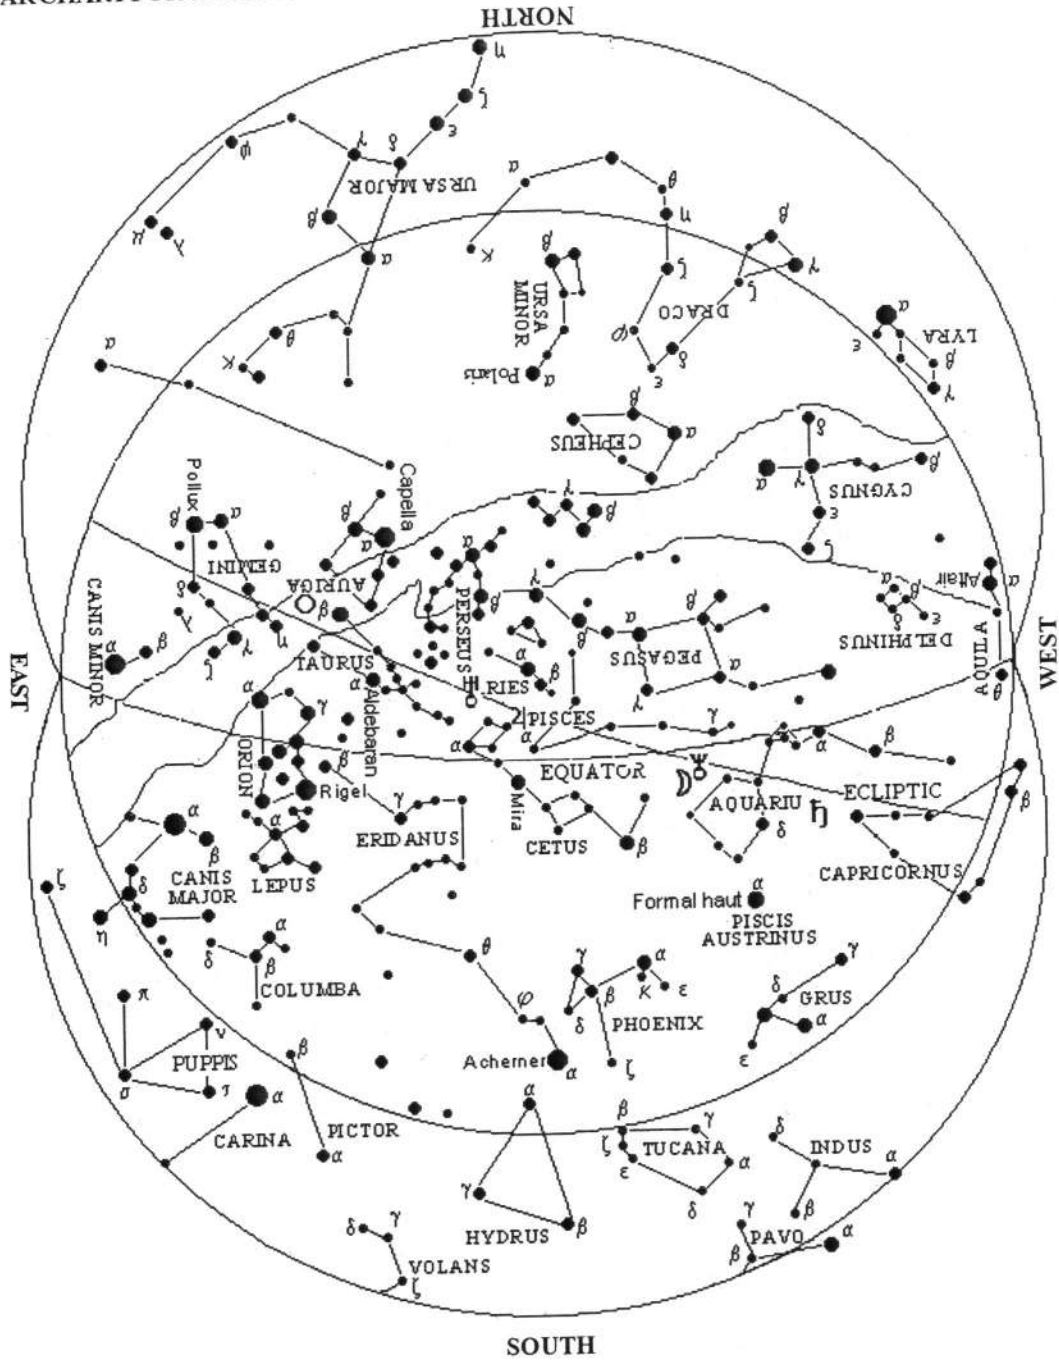 NORTH
η
ζ
ε
δ
γ
ψ
URSA MAJOR
β
α
μ
λ
θ
κ
α
α
θ
η
κ
ζ
φ
ε
δ
DRACO
β
γ
ζ
β
URSA
MINOR
Polaris
α
α
LYRA
ε
β
γ
β
CEPHEUS
α
δ
CYGNUS
α
γ
β
ε
ζ
Pollux
β
α
GEMINI
δ
λ
ζ
γ
η
Capella
β
α
AURIGA
β
TAURUS
α
Aldebaran
α
PERSEUS
β
γ
γ
RIES
α
β
α
β
PEGASUS
γ
α
α
β
ε
DELPHINUS
Altair
α
AQUILA
θ
CANIS MINOR
α
β
EAST
WEST
α
γ
ORION
β
Rigel
PISCES
α
α
γ
EQUATOR
Mira
CETUS
β
γ
ERIDANUS
α
β
AQUARIU
δ
ECLIPTIC
CAPRICORNUS
β
α
LEPUS
α
β
CANIS
MAJOR
δ
η
ζ
Formal haut
α
PISCIS
AUSTRINUS
δ
α
β
COLUMBA
θ
φ
Acherner
α
γ
α
β
κ
ε
δ
PHOENIX
ζ
γ
δ
GRUS
α
ε
π
ν
PUPPIS
σ
τ
β
PICTOR
α
α
CARINA
α
γ
HYDRUS
β
β
γ
ζ
TUCANA
ε
α
δ
δ
INDUS
α
β
γ
PAVO
β
α
δ
γ
VOLANS
ζ
SOUTH